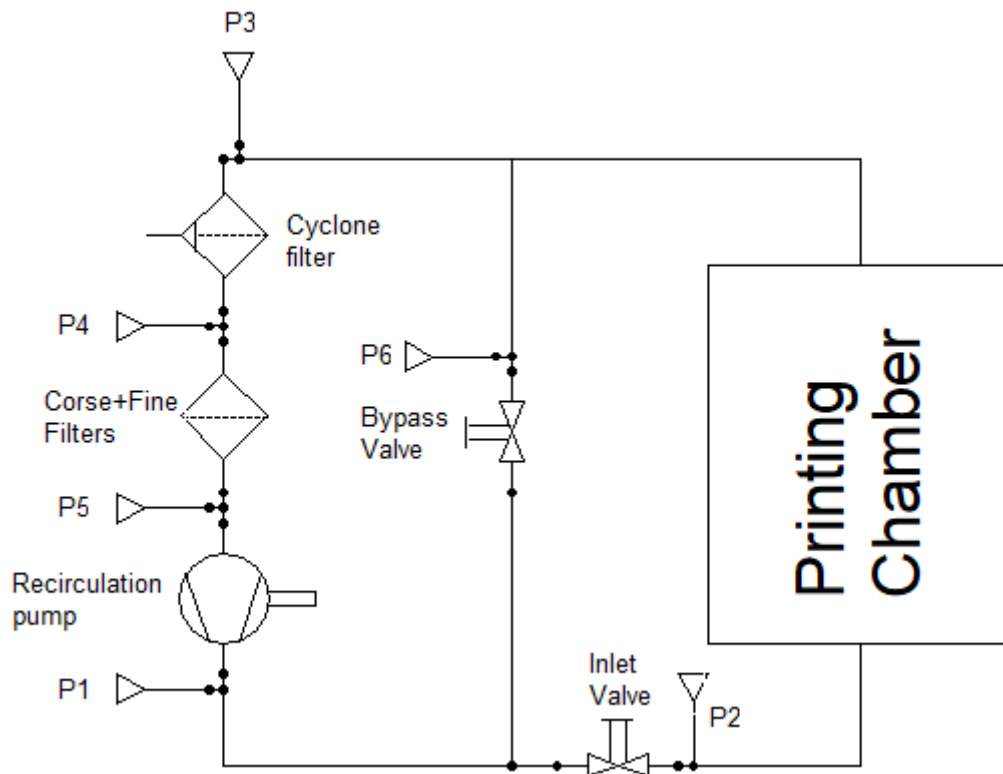 P3
Cyclone
filter
P4
P6
Corse+Fine
Filters
Bypass
Valve
P5
Printing
Chamber
Recirculation
pump
P1
Inlet
Valve
P2